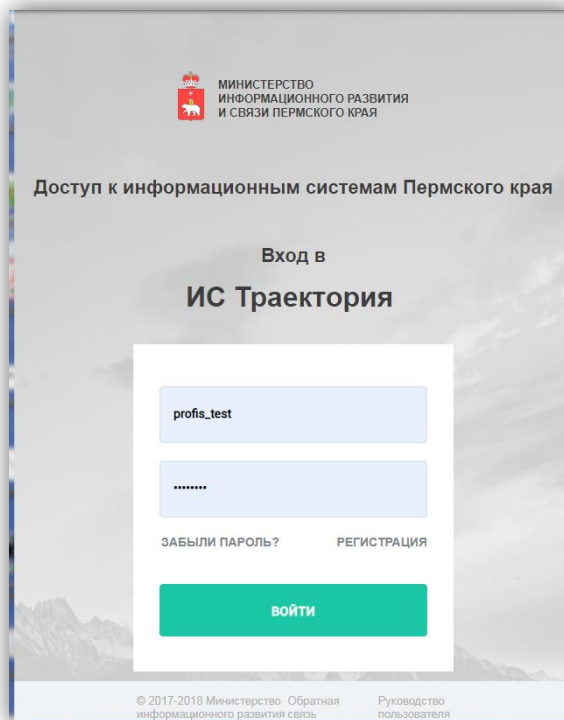 МИНИСТЕРСТВО
ИНФОРМАЦИОННОГО РАЗВИТИЯ
И СВЯЗИ ПЕРМСКОГО КРАЯ
Доступ к информационным системам Пермского края
Вход в
ИС Траектория
profis_test
••••••••
ЗАБЫЛИ ПАРОЛЬ? РЕГИСТРАЦИЯ
ВОЙТИ
© 2017-2018 Министерство Обратная Руководство
информационного развития связь пользователя